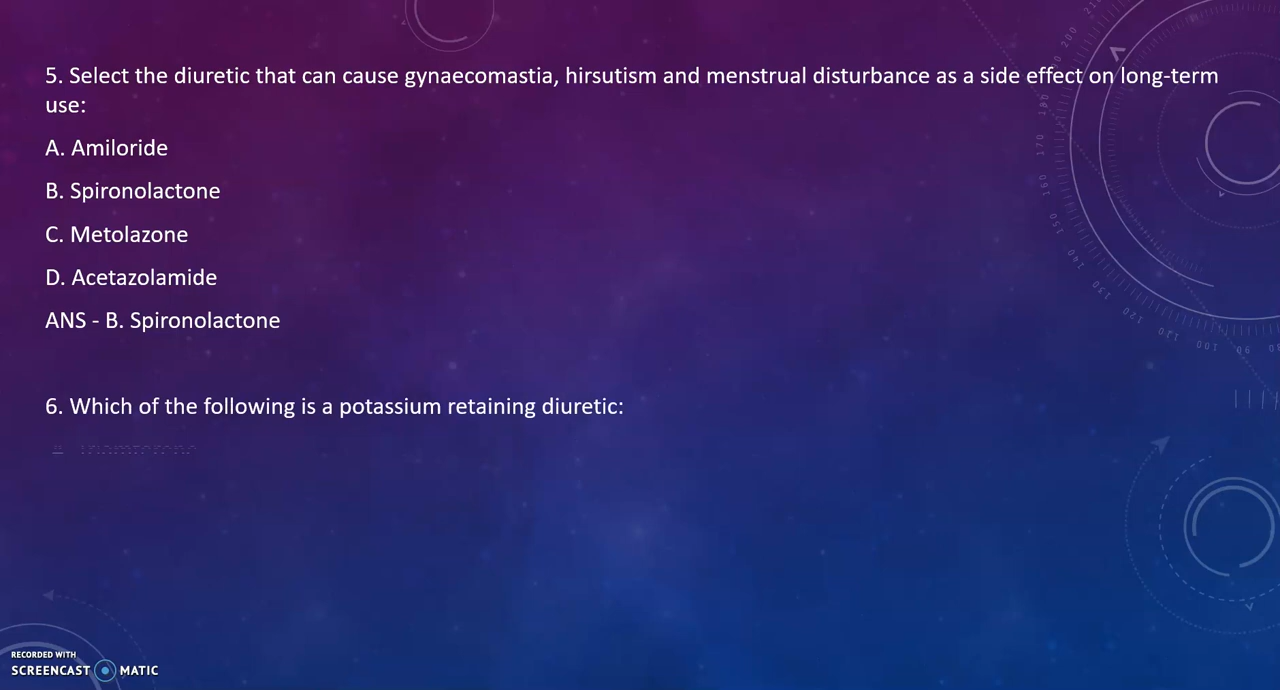 5. Select the diuretic that can cause gynaecomastia, hirsutism and menstrual disturbance as a side effect on long-term
use:
A. Amiloride
B. Spironolactone
C. Metolazone
D. Acetazolamide
ANS - B. Spironolactone
6. Which of the following is a potassium retaining diuretic:
RECORDED WITH
SCREENCAST MATIC